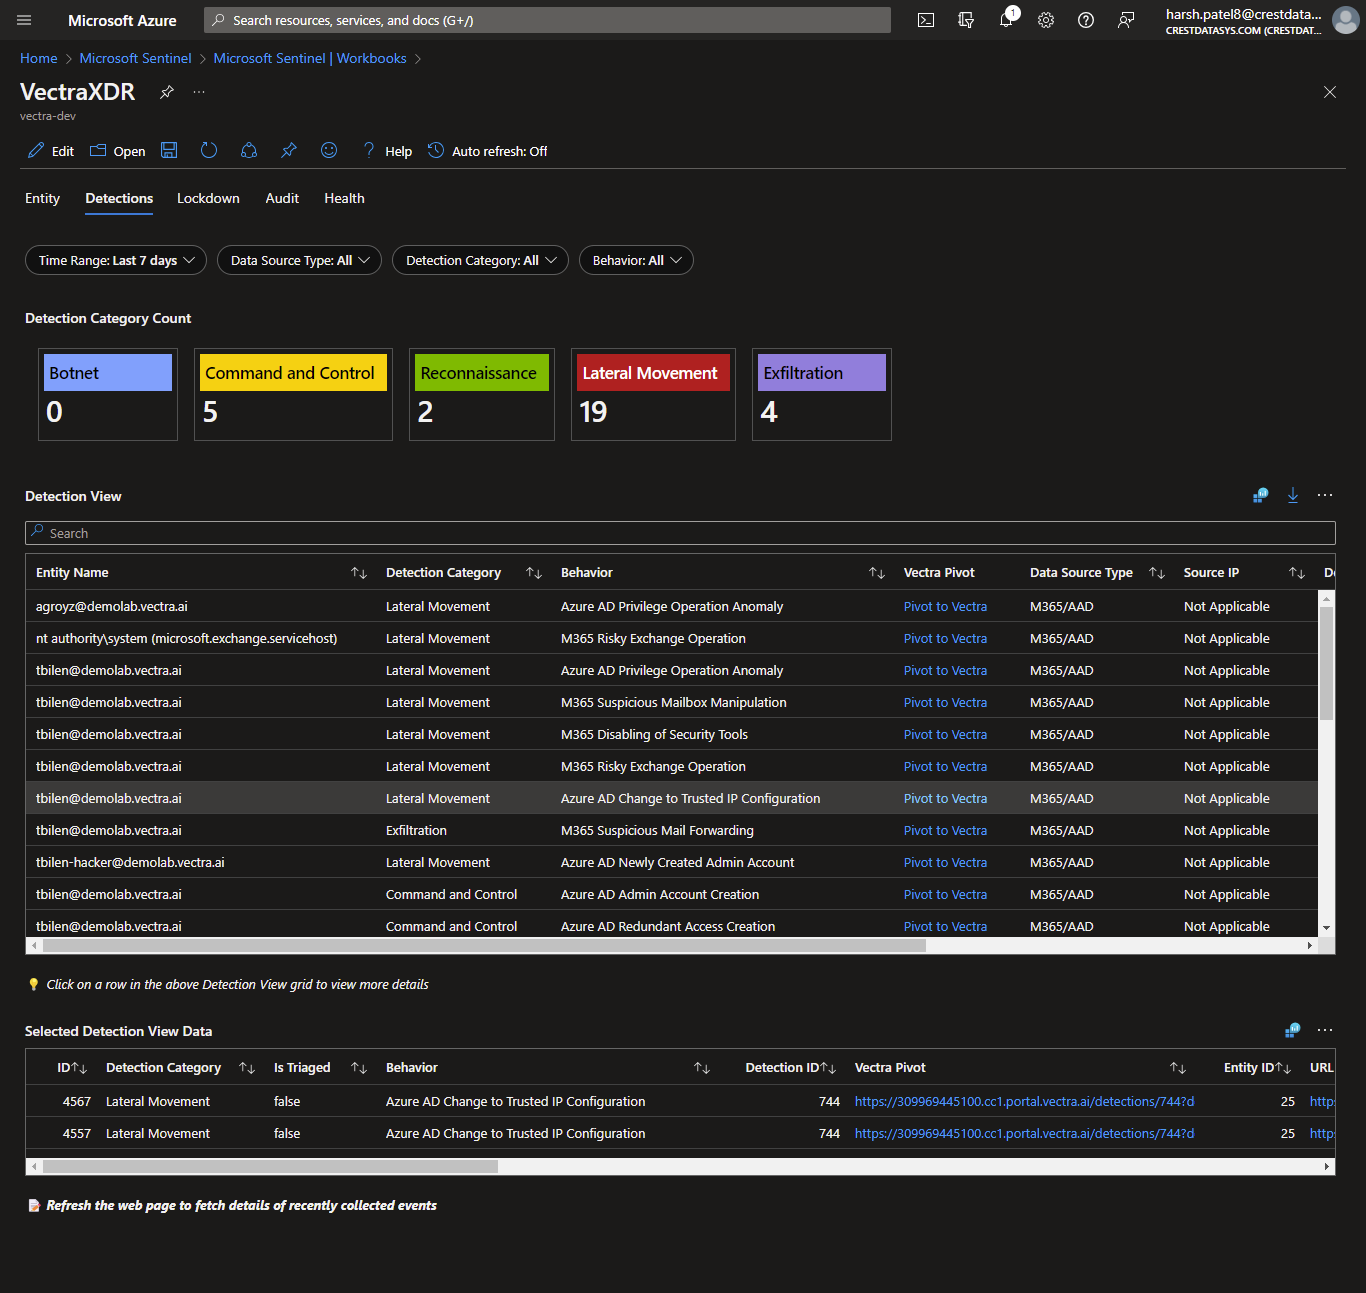 Microsoft Azure
Search resources, services, and docs (G+/)
1
harsh.patel8@crestdata...
CRESTDATASYS.COM (CRESTDAT...
Home > Microsoft Sentinel > Microsoft Sentinel | Workbooks >
VectraXDR ...
vectra-dev
Edit Open Help Auto refresh: Off
Entity Detections Lockdown Audit Health
Time Range: Last 7 days Data Source Type: All Detection Category: All Behavior: All
Detection Category Count
Botnet Command and Control Reconnaissance Lateral Movement Exfiltration
0 5 2 19 4
Detection View ...
Search
Entity Name Detection Category Behavior Vectra Pivot Data Source Type Source IP
agroyz@demolab.vectra.ai Lateral Movement Azure AD Privilege Operation Anomaly Pivot to Vectra M365/AAD Not Applicable
nt authority\system (microsoft.exchange.servicehost) Lateral Movement M365 Risky Exchange Operation Pivot to Vectra M365/AAD Not Applicable
tbilen@demolab.vectra.ai Lateral Movement Azure AD Privilege Operation Anomaly Pivot to Vectra M365/AAD Not Applicable
tbilen@demolab.vectra.ai Lateral Movement M365 Suspicious Mailbox Manipulation Pivot to Vectra M365/AAD Not Applicable
tbilen@demolab.vectra.ai Lateral Movement M365 Disabling of Security Tools Pivot to Vectra M365/AAD Not Applicable
tbilen@demolab.vectra.ai Lateral Movement M365 Risky Exchange Operation Pivot to Vectra M365/AAD Not Applicable
tbilen@demolab.vectra.ai Lateral Movement Azure AD Change to Trusted IP Configuration Pivot to Vectra M365/AAD Not Applicable
tbilen@demolab.vectra.ai Exfiltration M365 Suspicious Mail Forwarding Pivot to Vectra M365/AAD Not Applicable
tbilen-hacker@demolab.vectra.ai Lateral Movement Azure AD Newly Created Admin Account Pivot to Vectra M365/AAD Not Applicable
tbilen@demolab.vectra.ai Command and Control Azure AD Admin Account Creation Pivot to Vectra M365/AAD Not Applicable
tbilen@demolab.vectra.ai Command and Control Azure AD Redundant Access Creation Pivot to Vectra M365/AAD Not Applicable
Click on a row in the above Detection View grid to view more details
Selected Detection View Data ...
ID Detection Category Is Triaged Behavior Detection ID Vectra Pivot Entity ID URL
4567 Lateral Movement false Azure AD Change to Trusted IP Configuration 744 https://309969445100.cc1.portal.vectra.ai/detections/744?d 25 http
4557 Lateral Movement false Azure AD Change to Trusted IP Configuration 744 https://309969445100.cc1.portal.vectra.ai/detections/744?d 25 http
Refresh the web page to fetch details of recently collected events